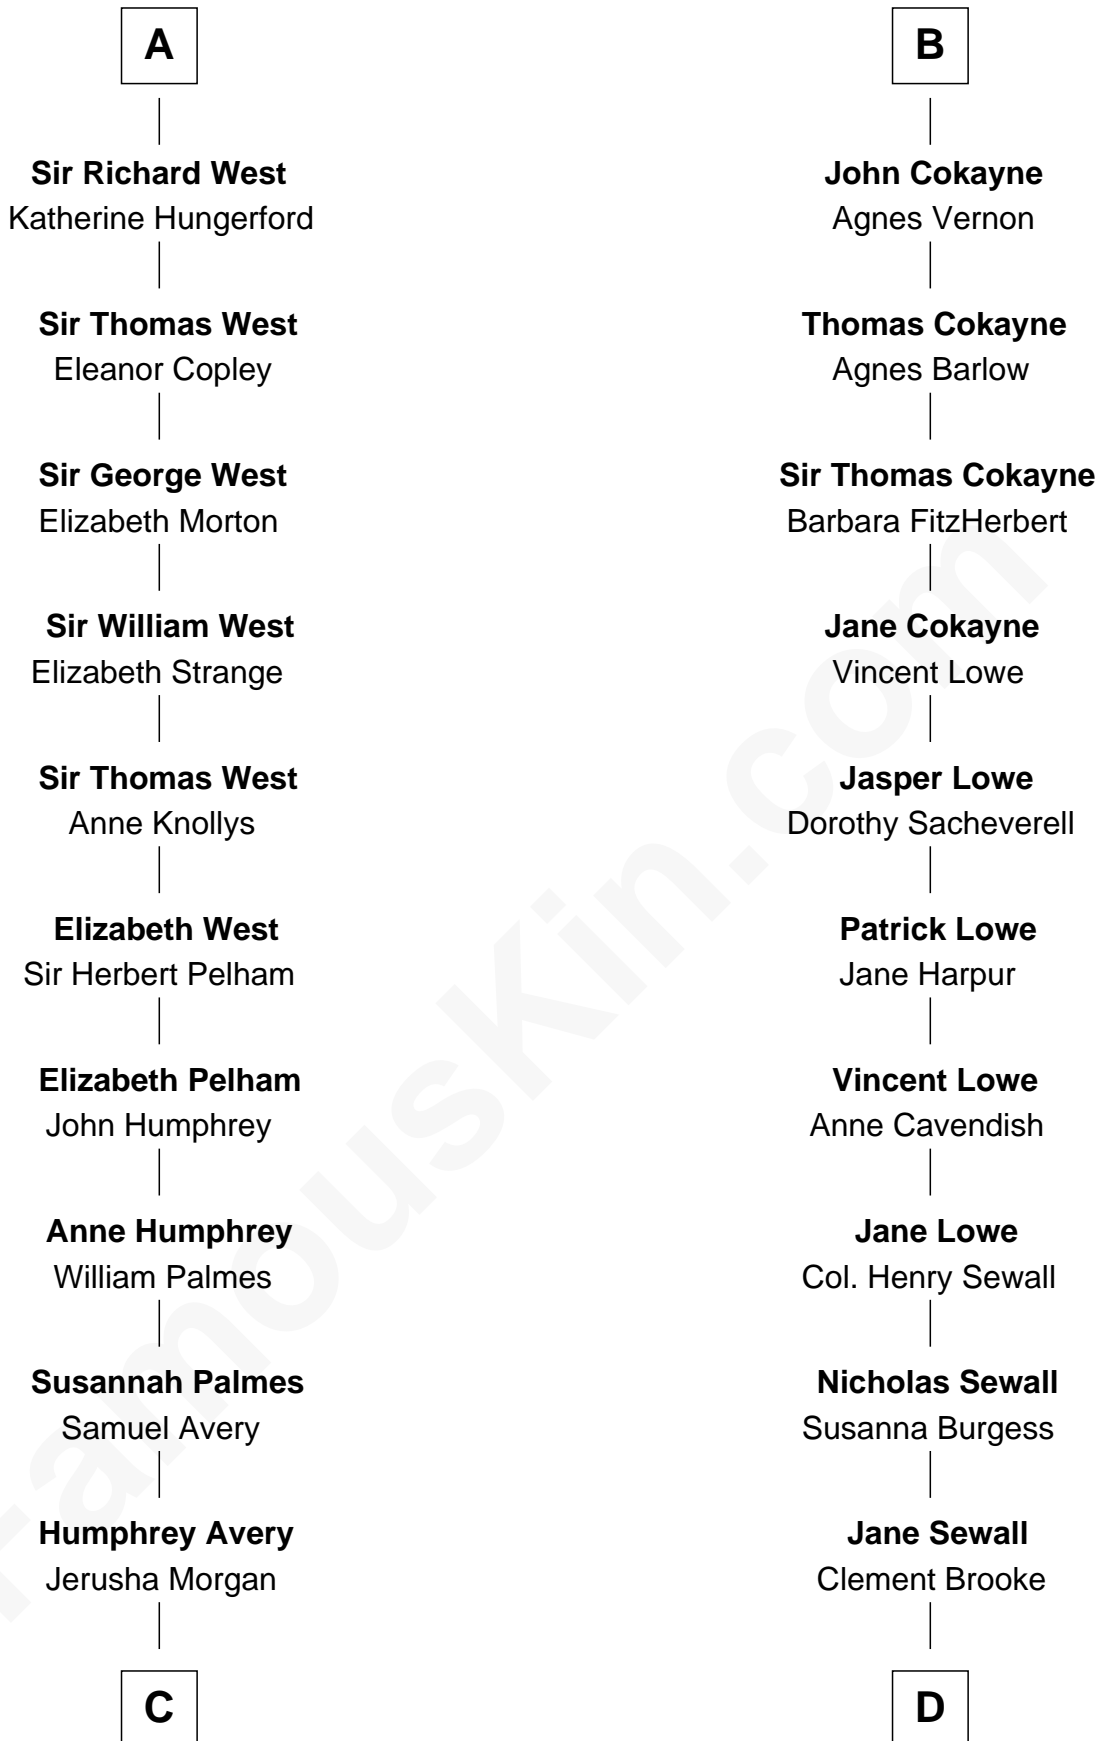 A
Sir Richard West
Katherine Hungerford
Sir Thomas West
Eleanor Copley
Sir George West
Elizabeth Morton
Sir William West
Elizabeth Strange
Sir Thomas West
Anne Knollys
Elizabeth West
Sir Herbert Pelham
Elizabeth Pelham
John Humphrey
Anne Humphrey
William Palmes
Susannah Palmes
Samuel Avery
Humphrey Avery
Jerusha Morgan
C
B
John Cokayne
Agnes Vernon
Thomas Cokayne
Agnes Barlow
Sir Thomas Cokayne
Barbara FitzHerbert
Jane Cokayne
Vincent Lowe
Jasper Lowe
Dorothy Sacheverell
Patrick Lowe
Jane Harpur
Vincent Lowe
Anne Cavendish
Jane Lowe
Col. Henry Sewall
Nicholas Sewall
Susanna Burgess
Jane Sewall
Clement Brooke
D
FamousKin.com